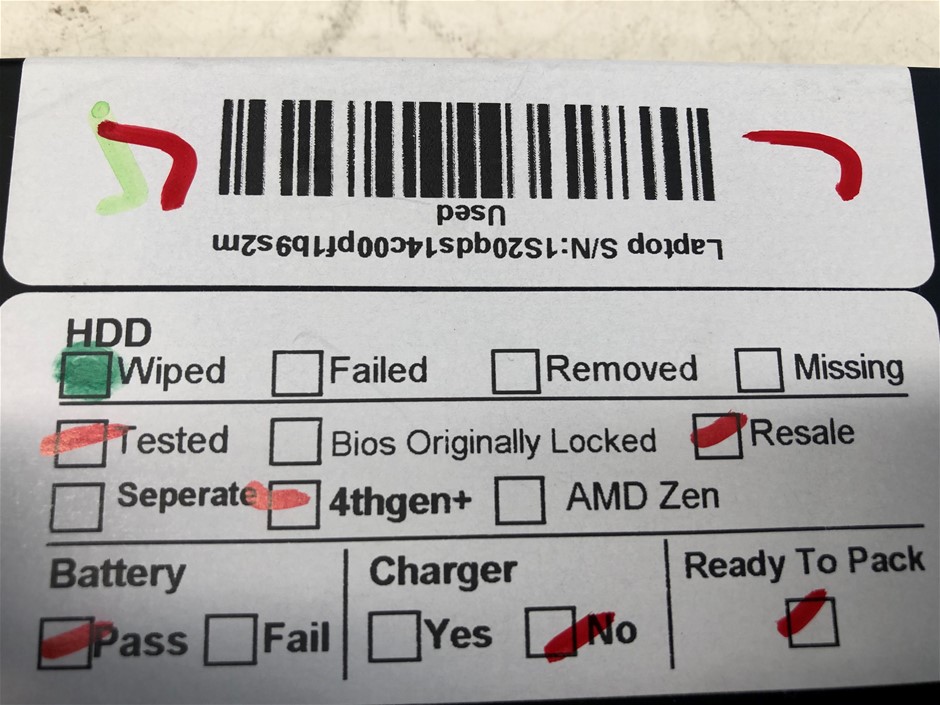 Used
Laptop S/N:1S20qds14c00pf1b9s2m
HDD
Wiped Failed Removed Missing
Tested Bios Originally Locked Resale
Seperate 4thgen+ AMD Zen
Battery Charger Ready To Pack
Pass Fail Yes No